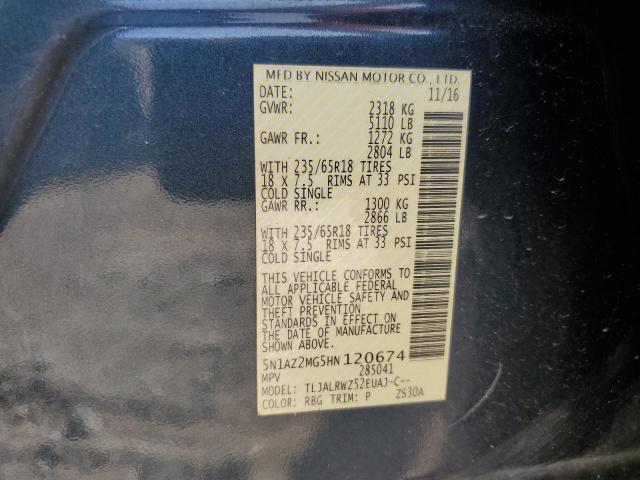 MFD BY NISSAN MOTOR CO., LTD.
DATE: 11/16
GVWR: 2318 KG
5110 LB
GAWR FR.: 1272 KG
2804 LB
WITH 235/65R18 TIRES
18 X 7.5 RIMS AT 33 PSI
COLD SINGLE
GAWR RR.: 1300 KG
2866 LB
WITH 235/65R18 TIRES
18 X 7.5 RIMS AT 33 PSI
COLD SINGLE
THIS VEHICLE CONFORMS TO
ALL APPLICABLE FEDERAL
MOTOR VEHICLE SAFETY AND
THEFT PREVENTION
STANDARDS IN EFFECT ON
THE DATE OF MANUFACTURE
SHOWN ABOVE.
5N1AZ2MG5HN120674
MPV 285041
MODEL: TLJALRWZ52EUAJ-C--
COLOR: RBG TRIM: P ZS30A